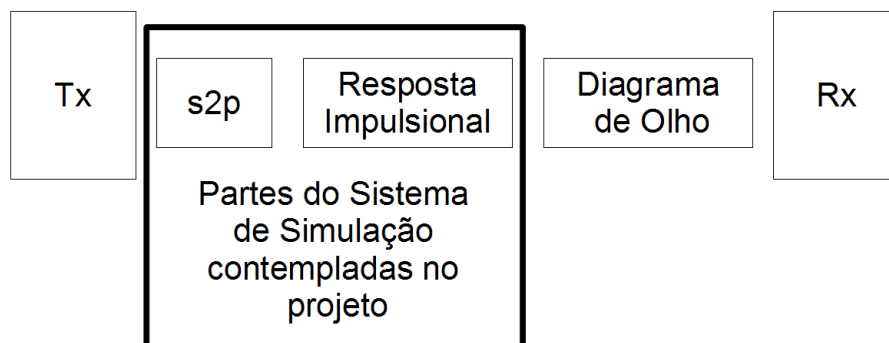 Tx
s2p
Resposta
Impulsional
Diagrama
de Olho
Rx
Partes do Sistema
de Simulação
contempladas no
projeto